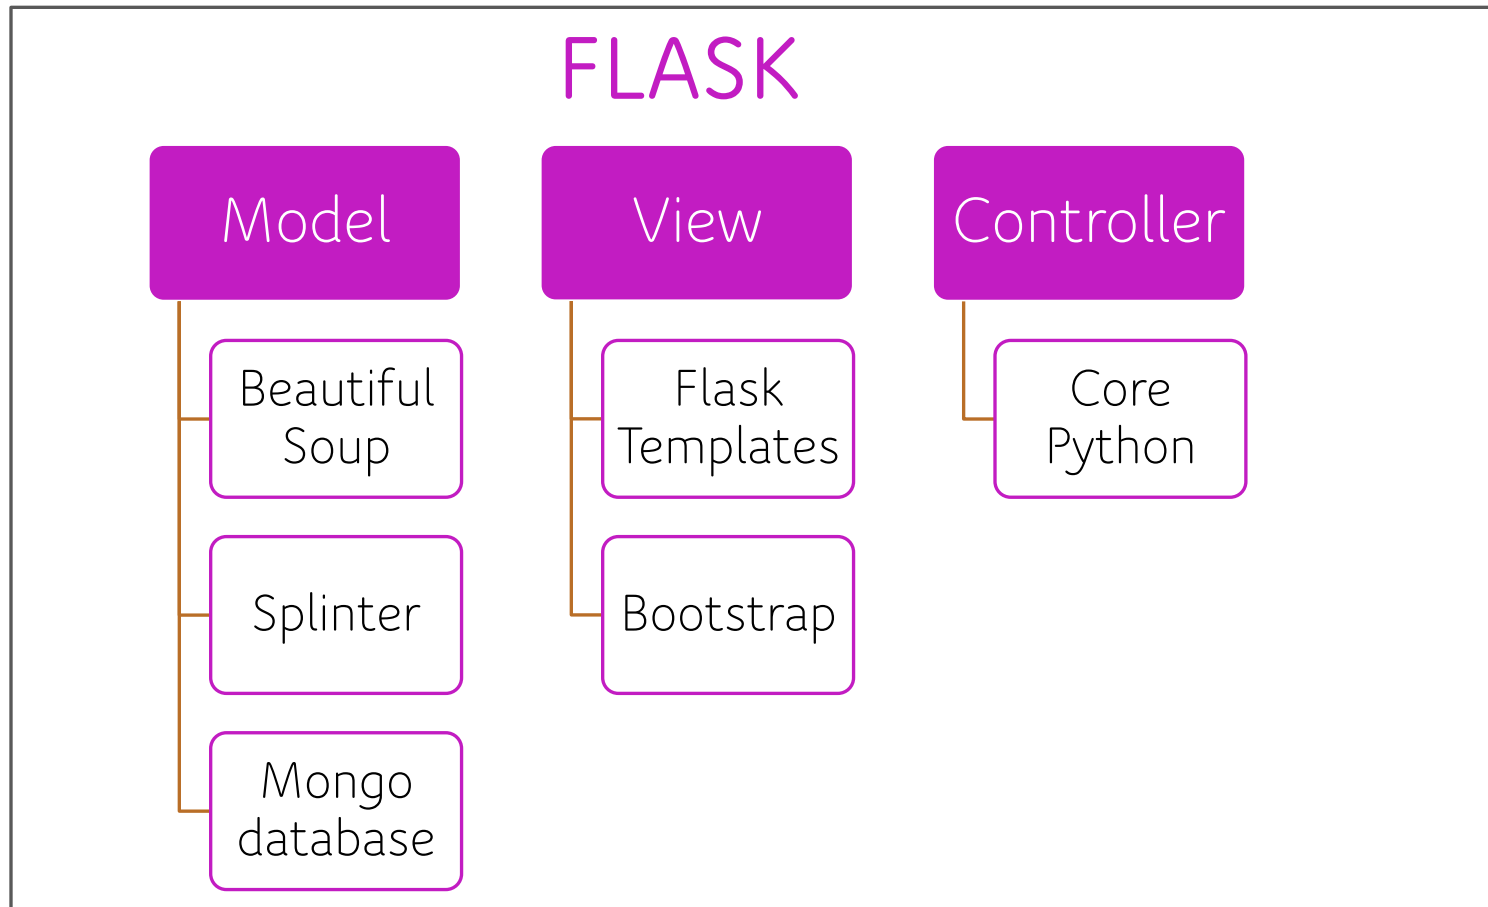 FLASK
Model
View
Controller
Beautiful
Soup
Flask
Templates
Core
Python
Splinter
Bootstrap
Mongo
database